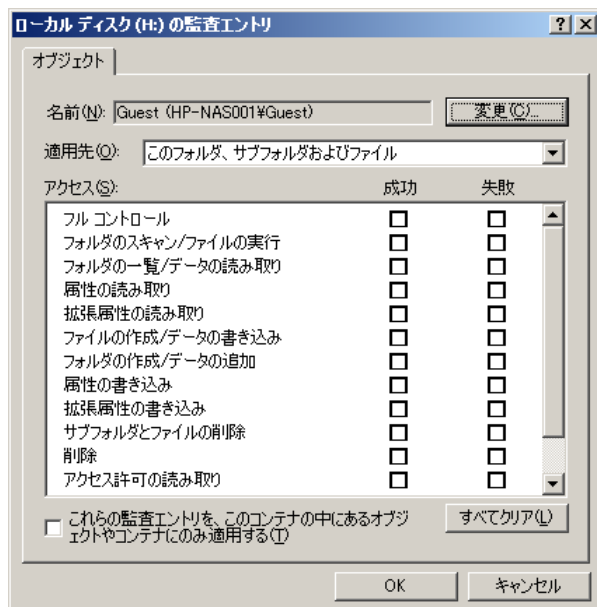 ローカル ディスク (H:) の監査エントリ
オブジェクト
名前(N): Guest (HP-NAS001¥Guest) 変更(C)...
適用先(O): このフォルダ、サブフォルダおよびファイル
アクセス(S): 成功 失敗
フル コントロール
フォルダのスキャン/ファイルの実行
フォルダの一覧/データの読み取り
属性の読み取り
拡張属性の読み取り
ファイルの作成/データの書き込み
フォルダの作成/データの追加
属性の書き込み
拡張属性の書き込み
サブフォルダとファイルの削除
削除
アクセス許可の読み取り
これらの監査エントリを、このコンテナの中にあるオブジ
ェクトやコンテナにのみ適用する(T)
すべてクリア(L)
OK キャンセル